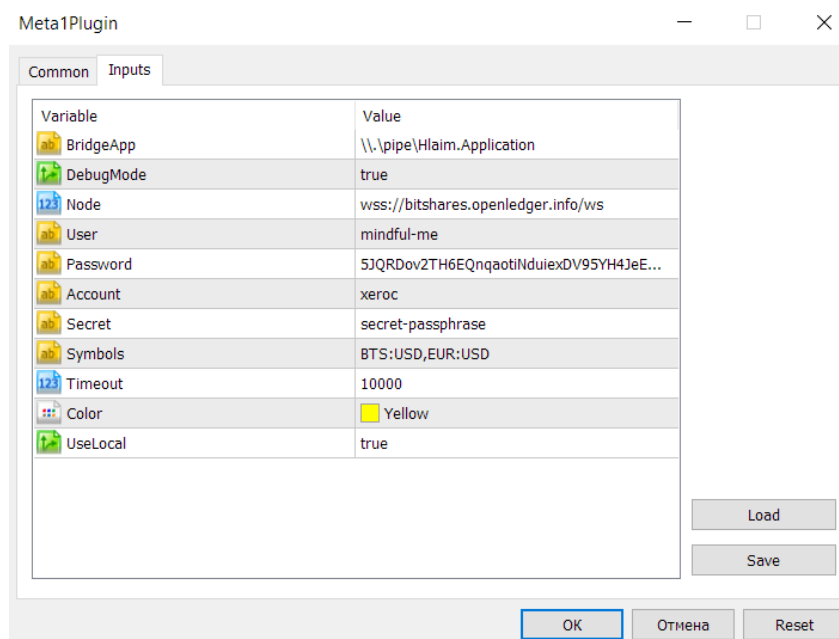 Meta1Plugin
Common Inputs
Variable Value
BridgeApp \\.\pipe\Hlaim.Application
DebugMode true
Node wss://bitshares.openledger.info/ws
User mindful-me
Password 5JQRDov2TH6EQnqaotiNduiexDV95YH4JeE...
Account xeroc
Secret secret-passphrase
Symbols BTS:USD,EUR:USD
Timeout 10000
Color Yellow
UseLocal true
Load
Save
OK Отмена Reset